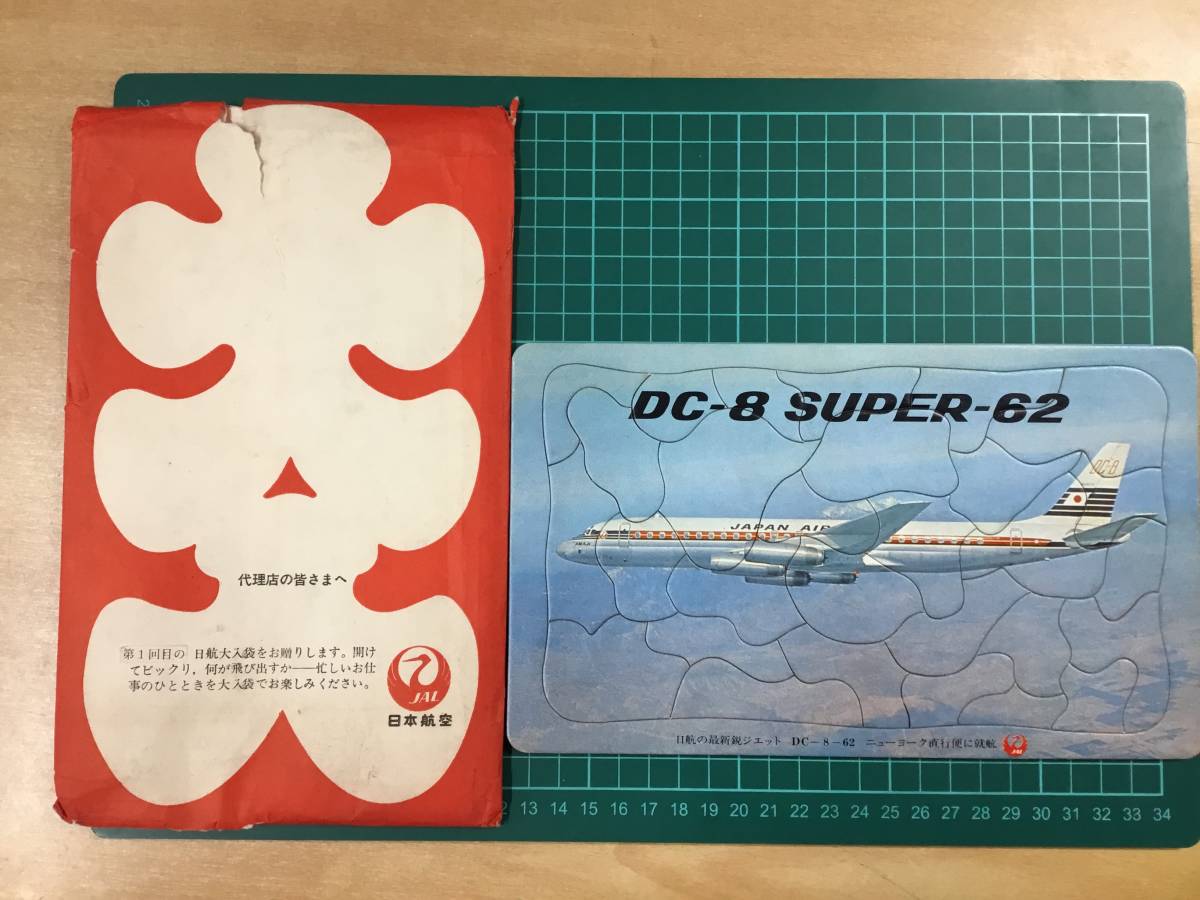 代理店の皆さまへ
第1回目の 日航大入袋をお贈りします。開け
てビックリ，何が飛び出すか——忙しいお仕
事のひとときを大入袋でお楽しみください。
JAL
日本航空
DC-8 SUPER-62
DC-8
JAPAN AIR
日航の最新鋭ジエット DC－8－62 ニューヨーク直行便に就航
JAL
12 13 14 15 16 17 18 19 20 21 22 23 24 25 26 27 28 29 30 31 32 33 34